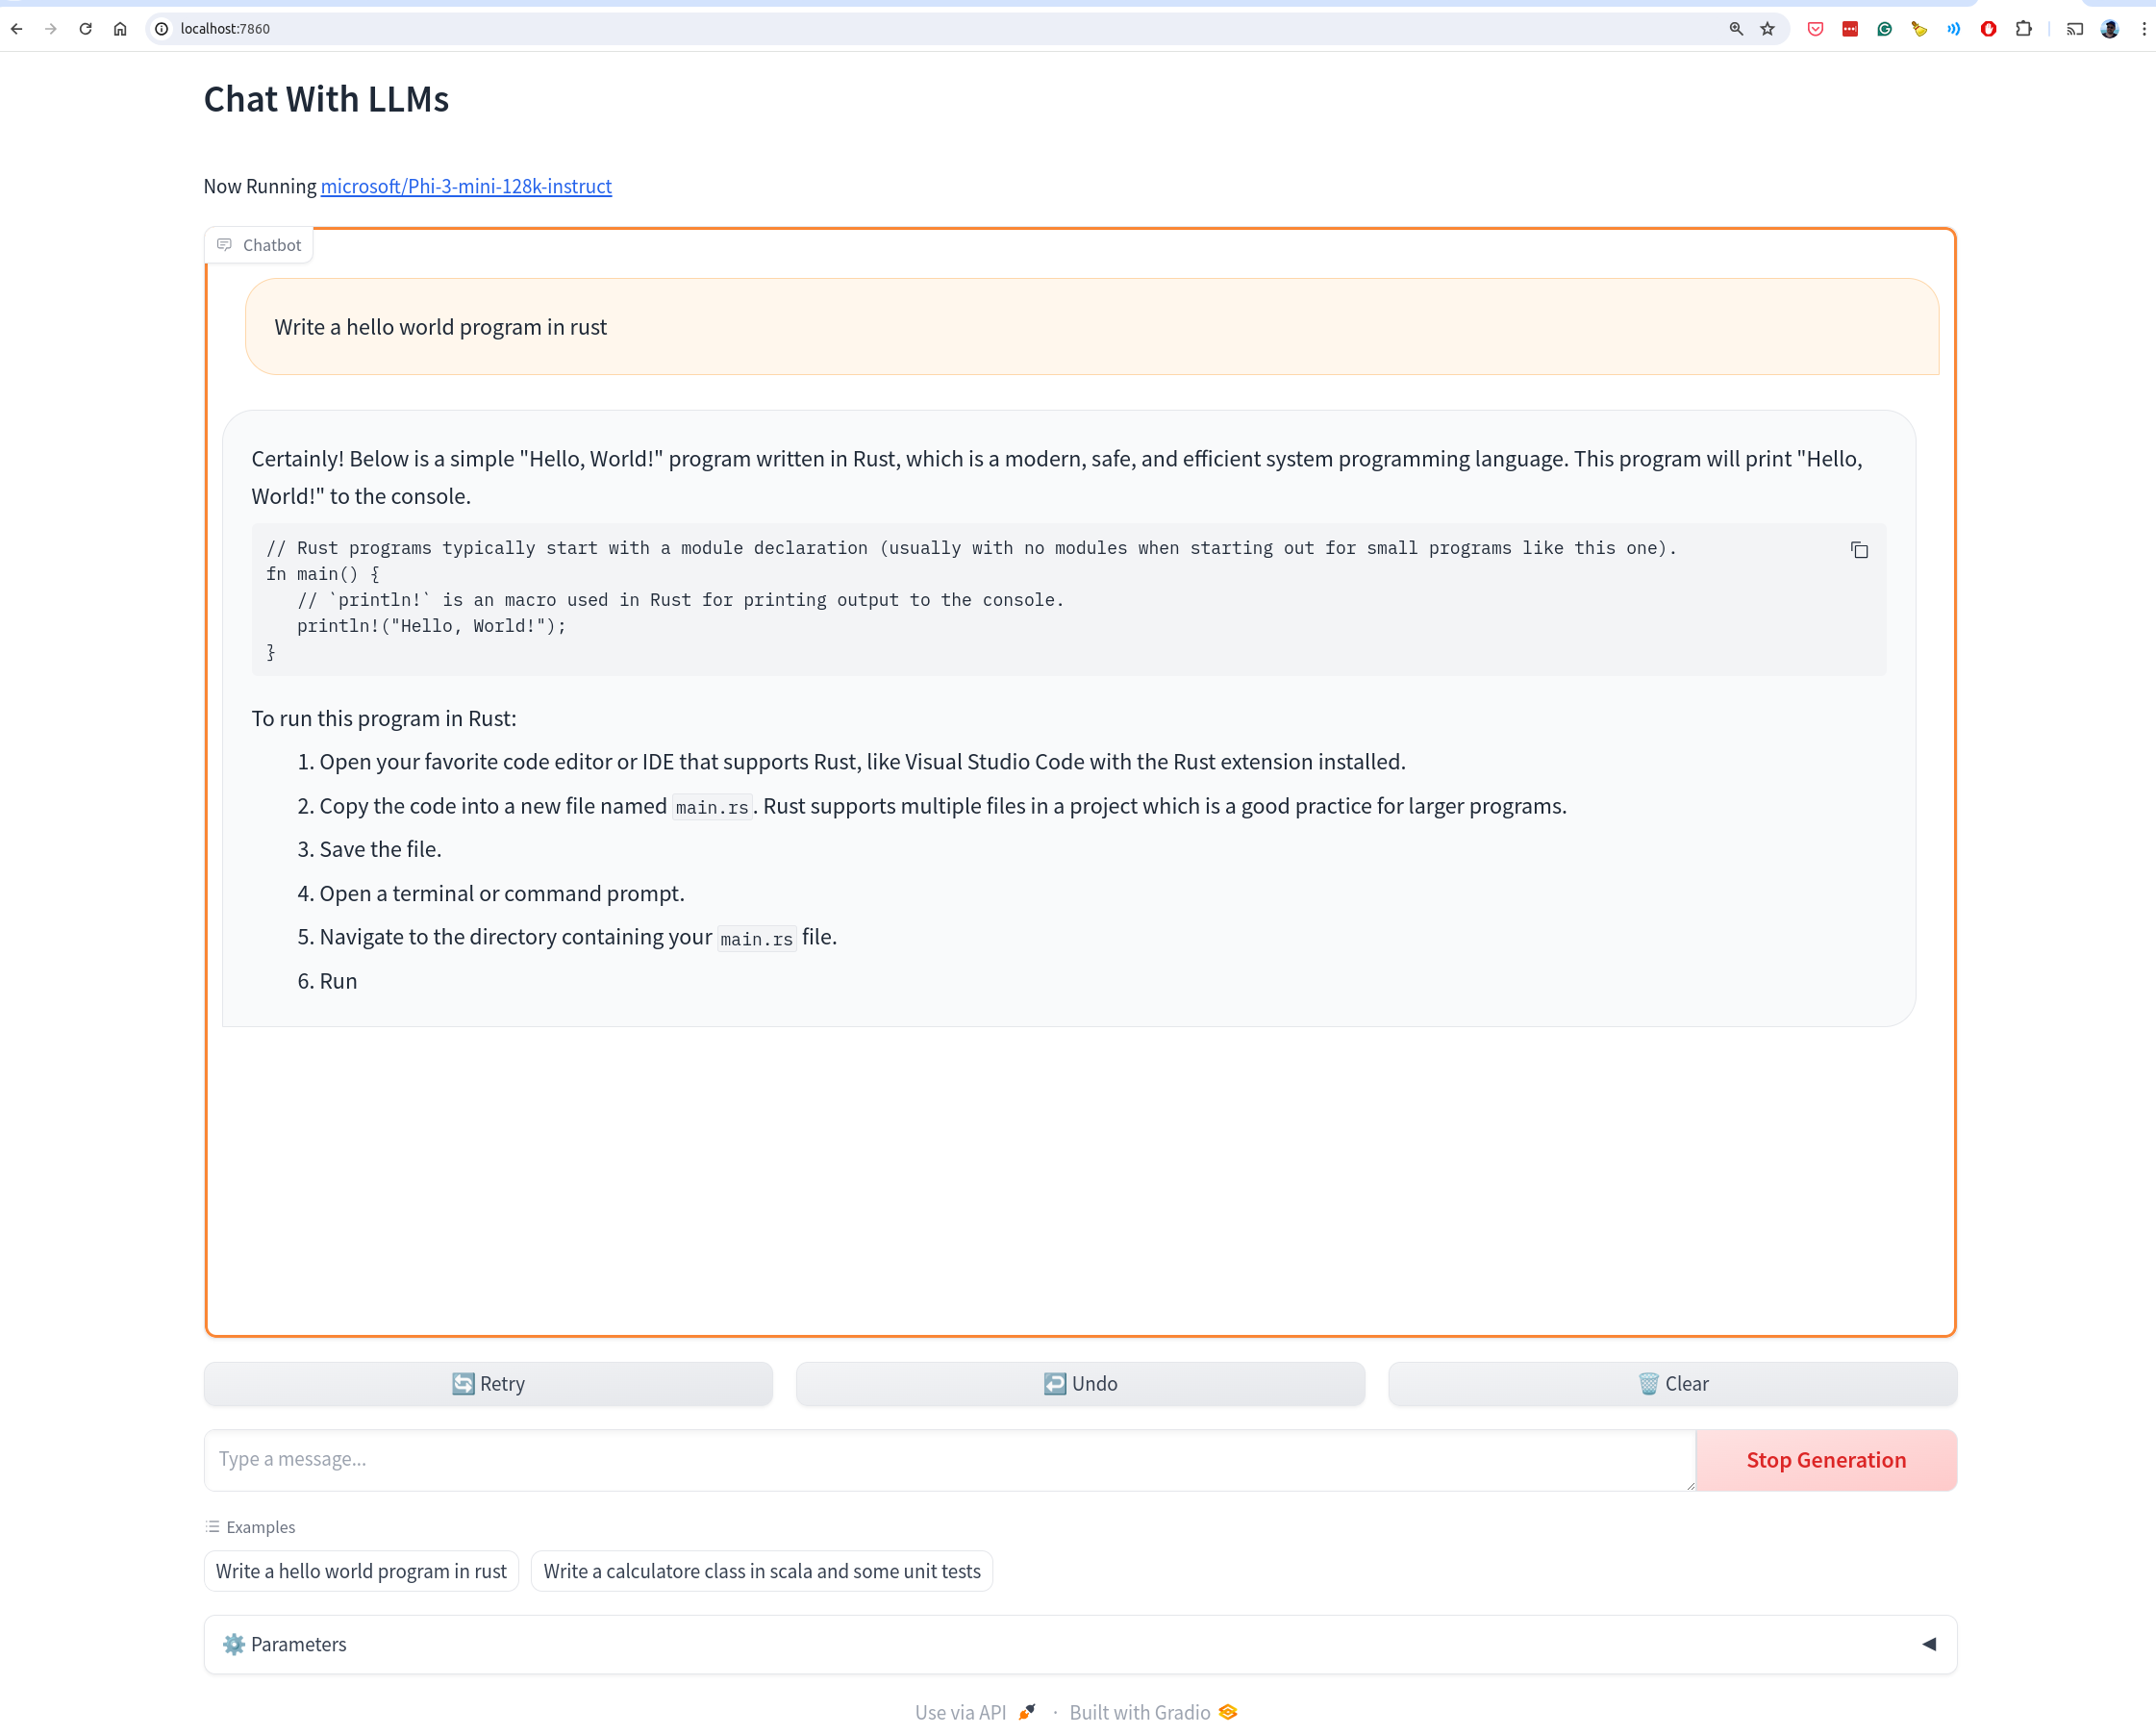 localhost:7860
Chat With LLMs
Now Running microsoft/Phi-3-mini-128k-instruct
Chatbot
Write a hello world program in rust
Certainly! Below is a simple "Hello, World!" program written in Rust, which is a modern, safe, and efficient system programming language. This program will print "Hello,
World!" to the console.
// Rust programs typically start with a module declaration (usually with no modules when starting out for small programs like this one).
fn main() {
   // `println!` is an macro used in Rust for printing output to the console.
   println!("Hello, World!");
}
To run this program in Rust:
1. Open your favorite code editor or IDE that supports Rust, like Visual Studio Code with the Rust extension installed.
2. Copy the code into a new file named main.rs. Rust supports multiple files in a project which is a good practice for larger programs.
3. Save the file.
4. Open a terminal or command prompt.
5. Navigate to the directory containing your main.rs file.
6. Run
Retry
Undo
Clear
Type a message...
Stop Generation
Examples
Write a hello world program in rust
Write a calculatore class in scala and some unit tests
Parameters
Use via API · Built with Gradio